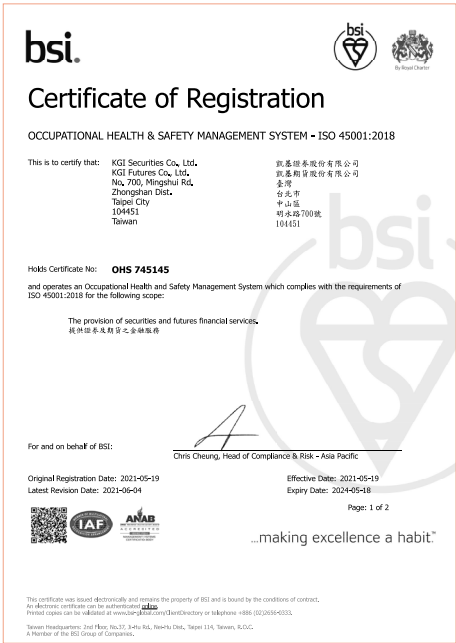 bsi.
bsi
By Royal Charter
Certificate of Registration
OCCUPATIONAL HEALTH & SAFETY MANAGEMENT SYSTEM - ISO 45001:2018
This is to certify that:
KGI Securities Co., Ltd.
KGI Futures Co., Ltd.
No. 700, Mingshui Rd.
Zhongshan Dist.
Taipei City
104451
Taiwan
凱基證券股份有限公司
凱基期貨股份有限公司
臺灣
台北市
中山區
明水路700號
104451
bsi
Holds Certificate No: OHS 745145
and operates an Occupational Health and Safety Management System which complies with the requirements of
ISO 45001:2018 for the following scope:
The provision of securities and futures financial services.
提供證券及期貨之金融服務
For and on behalf of BSI:
Chris Cheung, Head of Compliance & Risk - Asia Pacific
Original Registration Date: 2021-05-19
Effective Date: 2021-05-19
Latest Revision Date: 2021-06-04
Expiry Date: 2024-05-18
Page: 1 of 2
IAF
ANAB
ACCREDITED
...making excellence a habit.™
This certificate was issued electronically and remains the property of BSI and is bound by the conditions of contract.
An electronic certificate can be authenticated online.
Printed copies can be validated at www.bsi-global.com/ClientDirectory or telephone +886 (02)2656-0333.
Taiwan Headquarters: 2nd Floor, No.37, Ji-Hu Rd., Nei-Hu Dist., Taipei 114, Taiwan, R.O.C.
A Member of the BSI Group of Companies.